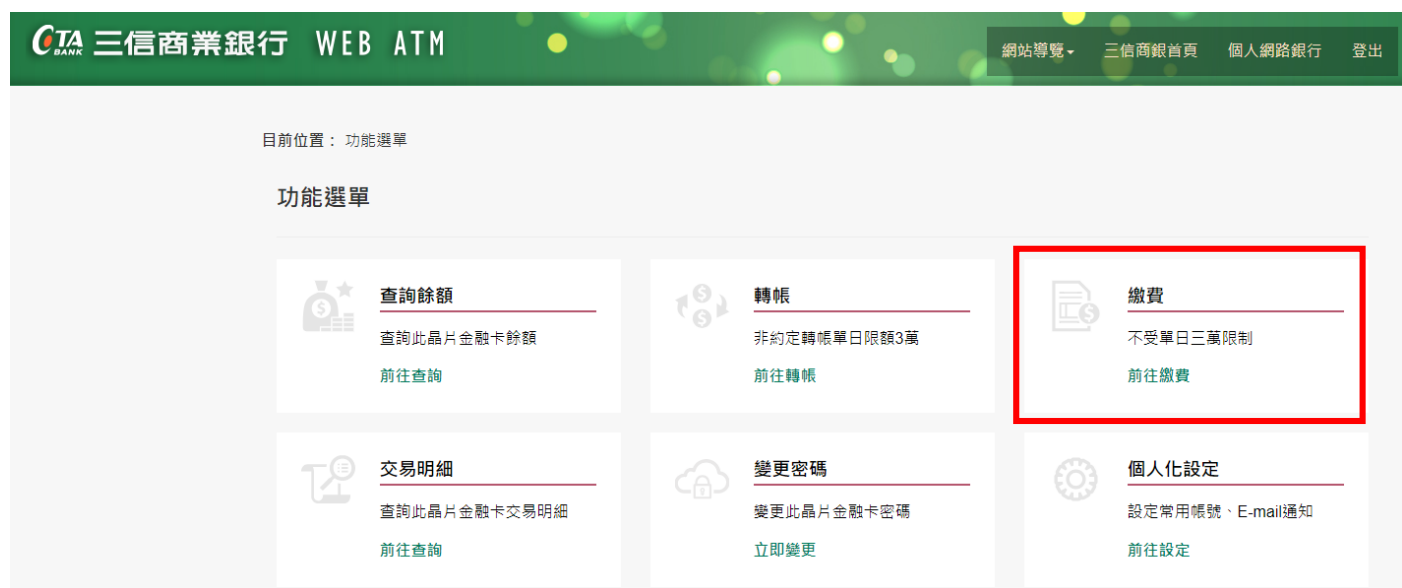 COTA BANK 三信商業銀行 WEB ATM
網站導覽 三信商銀首頁 個人網路銀行 登出
目前位置： 功能選單
功能選單
查詢餘額
查詢此晶片金融卡餘額
前往查詢
轉帳
非約定轉帳單日限額3萬
前往轉帳
繳費
不受單日三萬限制
前往繳費
交易明細
查詢此晶片金融卡交易明細
前往查詢
變更密碼
變更此晶片金融卡密碼
立即變更
個人化設定
設定常用帳號、E-mail通知
前往設定